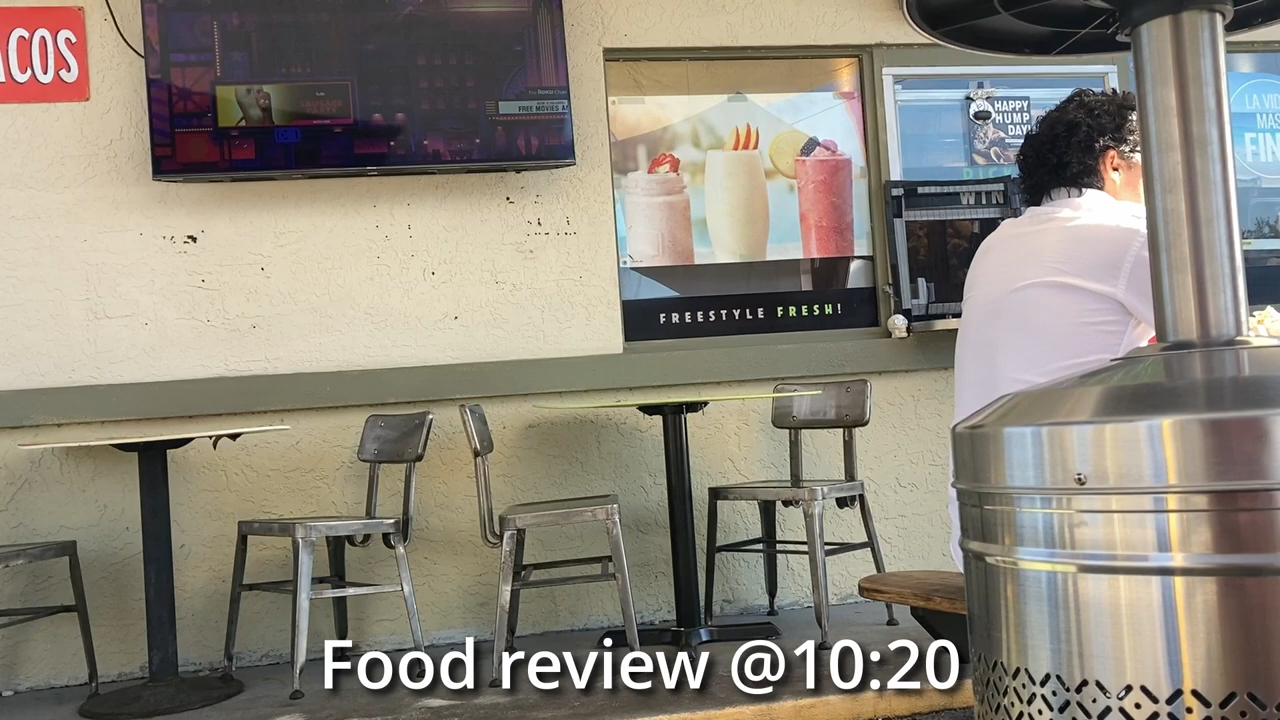 ACOS
FREE MOVIES A
HAPPY
HUMP
DAY!
WIN
LA VID
MAS
FIN
FREESTYLE FRESH!
Food review @10:20